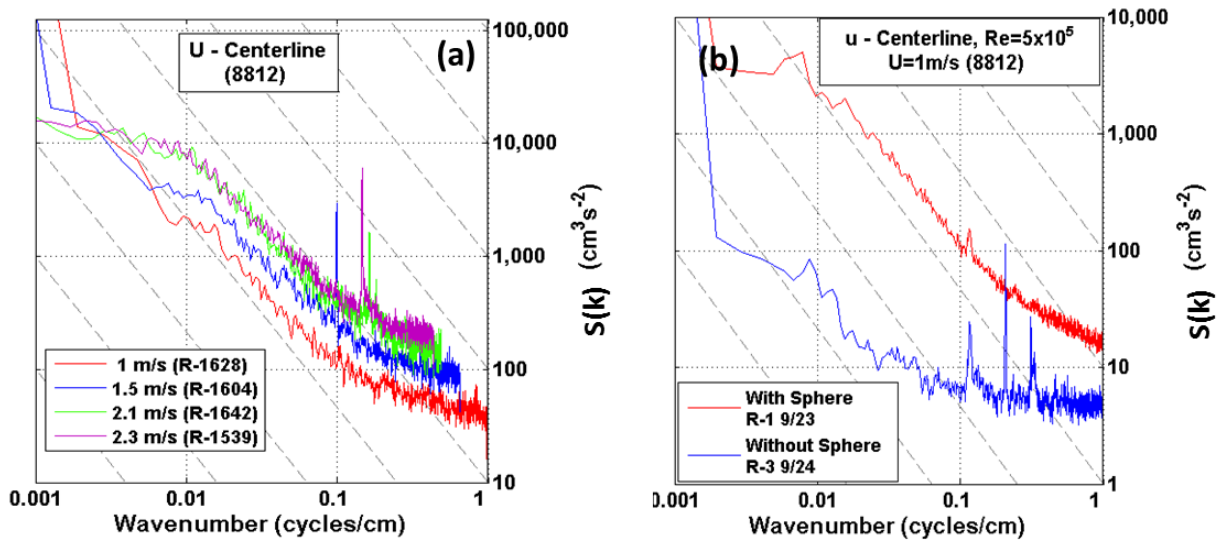 U - Centerline
(8812)
(a)
100,000
10,000
1,000
100
10
S(k) (cm³s⁻²)
1 m/s (R-1628)
1.5 m/s (R-1604)
2.1 m/s (R-1642)
2.3 m/s (R-1539)
0.001 0.01 0.1 1
Wavenumber (cycles/cm)
(b)
u - Centerline, Re=5x10⁵
U=1m/s (8812)
10,000
1,000
100
10
1
S(k) (cm³s⁻²)
With Sphere
R-1 9/23
Without Sphere
R-3 9/24
0.001 0.01 0.1 1
Wavenumber (cycles/cm)